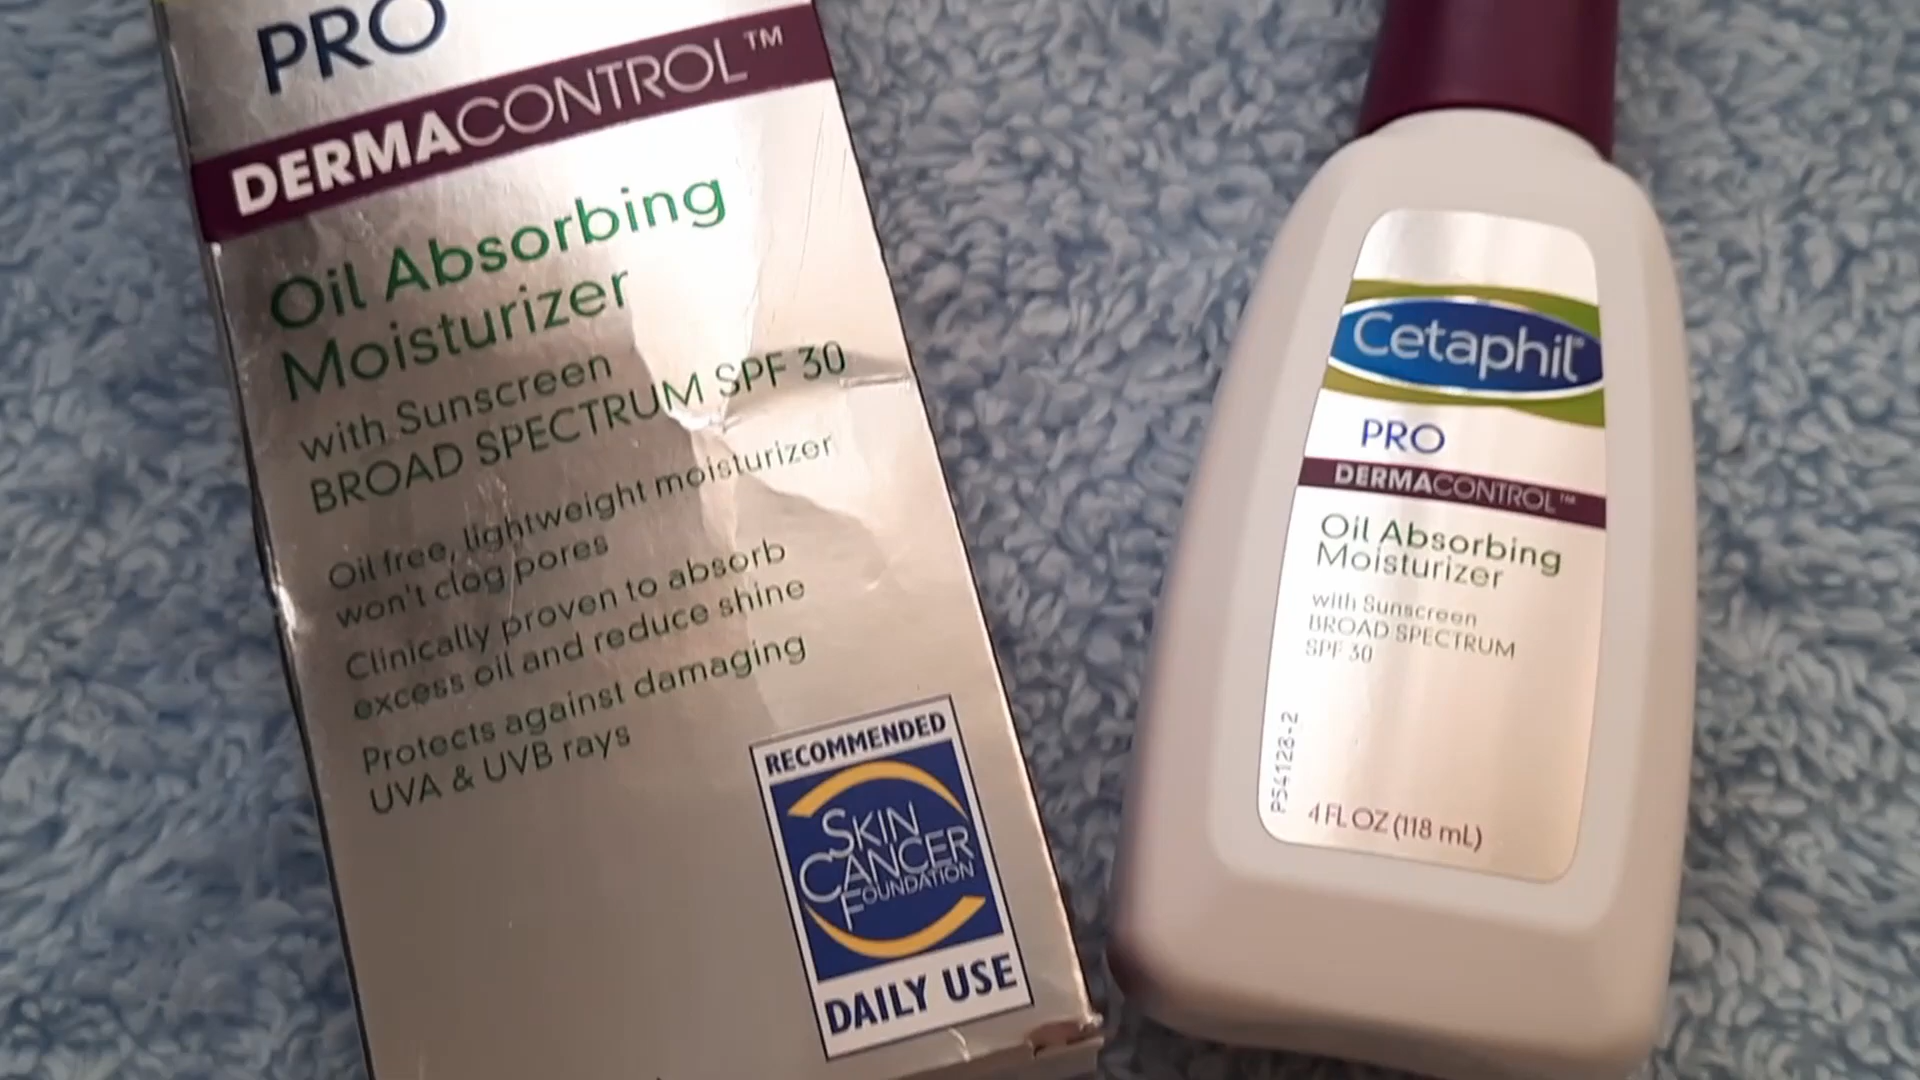 PRO
DERMACONTROL™
Oil Absorbing
Moisturizer
with Sunscreen
BROAD SPECTRUM SPF 30
Oil free, lightweight moisturizer
won't clog pores
Clinically proven to absorb
excess oil and reduce shine
Protects against damaging
UVA & UVB rays
RECOMMENDED
SKIN
CANCER
FOUNDATION
DAILY USE
Cetaphil®
PRO
DERMACONTROL™
Oil Absorbing
Moisturizer
with Sunscreen
BROAD SPECTRUM
SPF 30
P54128-2
4 FL OZ (118 mL)